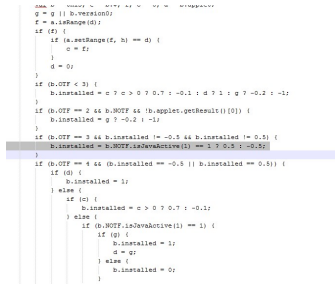 g = g || b.version0;
f = a.isRange(d);
if (f) {
if (a.setRange(f, h) == d) {
c = f;
}
d = 0;
}
if (b.OTF < 3) {
b.installed = c ? c > 0 ? 0.7 : -0.1 : d ? 1 : g ? -0.2 : -1;
}
if (b.OTF == 2 && b.NOTF && !b.applet.getResult()[0]) {
b.installed = g ? -0.2 : -1;
}
if (b.OTF == 3 && b.installed != -0.5 && b.installed != 0.5) {
b.installed = b.NOTF.isJavaActive(1) == 1 ? 0.5 : -0.5;
}
if (b.OTF == 4 && (b.installed == -0.5 || b.installed == 0.5)) {
if (d) {
b.installed = 1;
} else {
if (c) {
b.installed = c > 0 ? 0.7 : -0.1;
} else {
if (b.NOTF.isJavaActive(1) == 1) {
if (g) {
b.installed = 1;
d = g;
} else {
b.installed = 0;
}